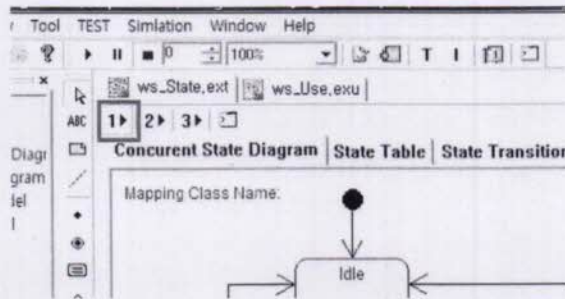 Tool TEST Simlation Window Help
0 100% T I
ws_State,ext ws_Use,exu
ABC 1 2 3
Diagr Concurent State Diagram State Table State Transition
gram
del Mapping Class Name:
Idle